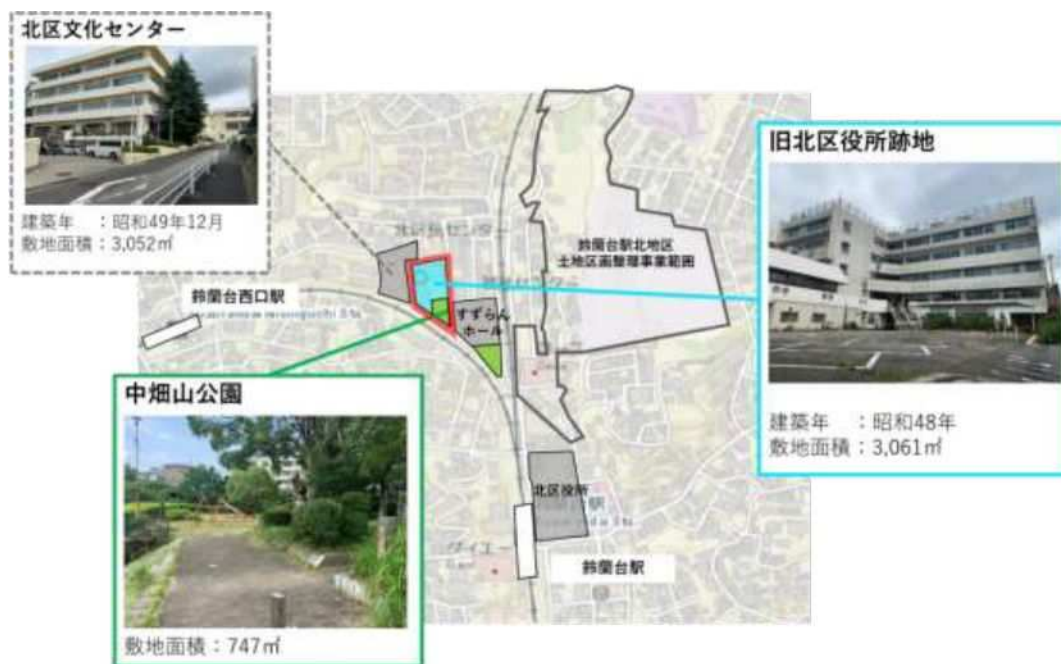 北区文化センター
建築年　：昭和49年12月
敷地面積：3,052㎡
旧北区役所跡地
建築年　：昭和48年
敷地面積：3,061㎡
鈴蘭台駅北地区
土地区画整理事業範囲
鈴蘭台西口駅
すずらん
ホール
中畑山公園
敷地面積：747㎡
北区役所
ダイエー
鈴蘭台駅